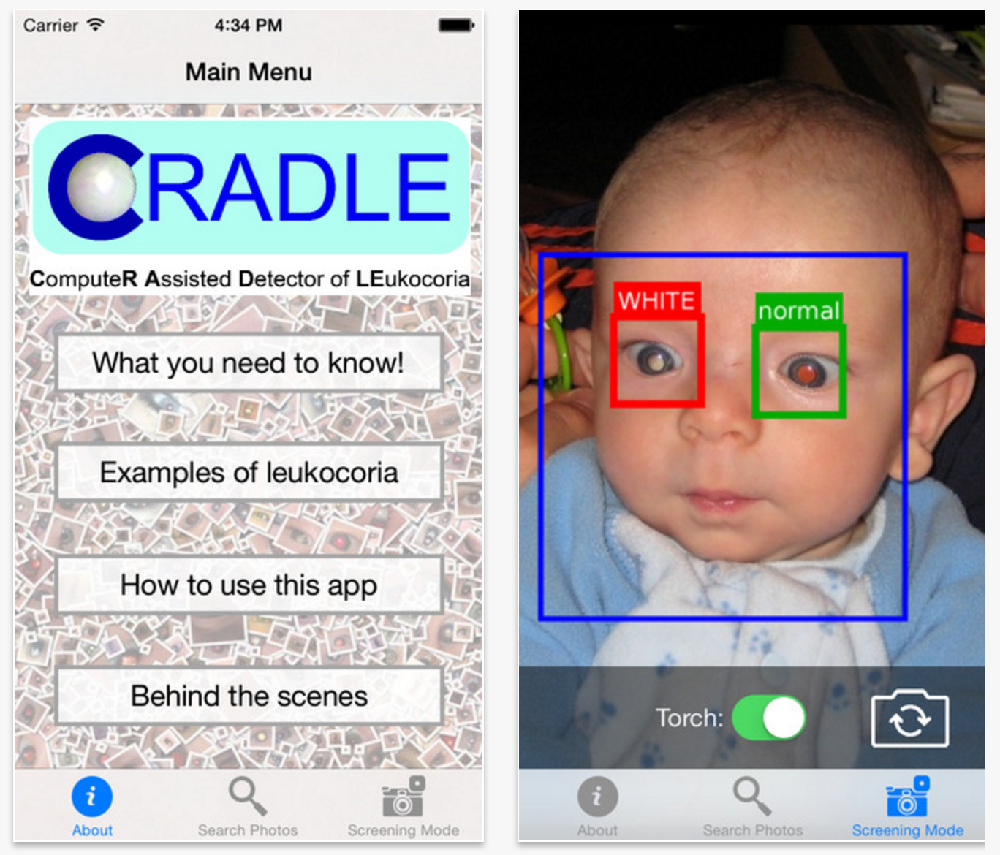 Carrier 4:34 PM
Main Menu
CRADLE
ComputeR Assisted Detector of LEukocoria
What you need to know!
Examples of leukocoria
How to use this app
Behind the scenes
About Search Photos Screening Mode
WHITE
normal
Torch:
About Search Photos Screening Mode